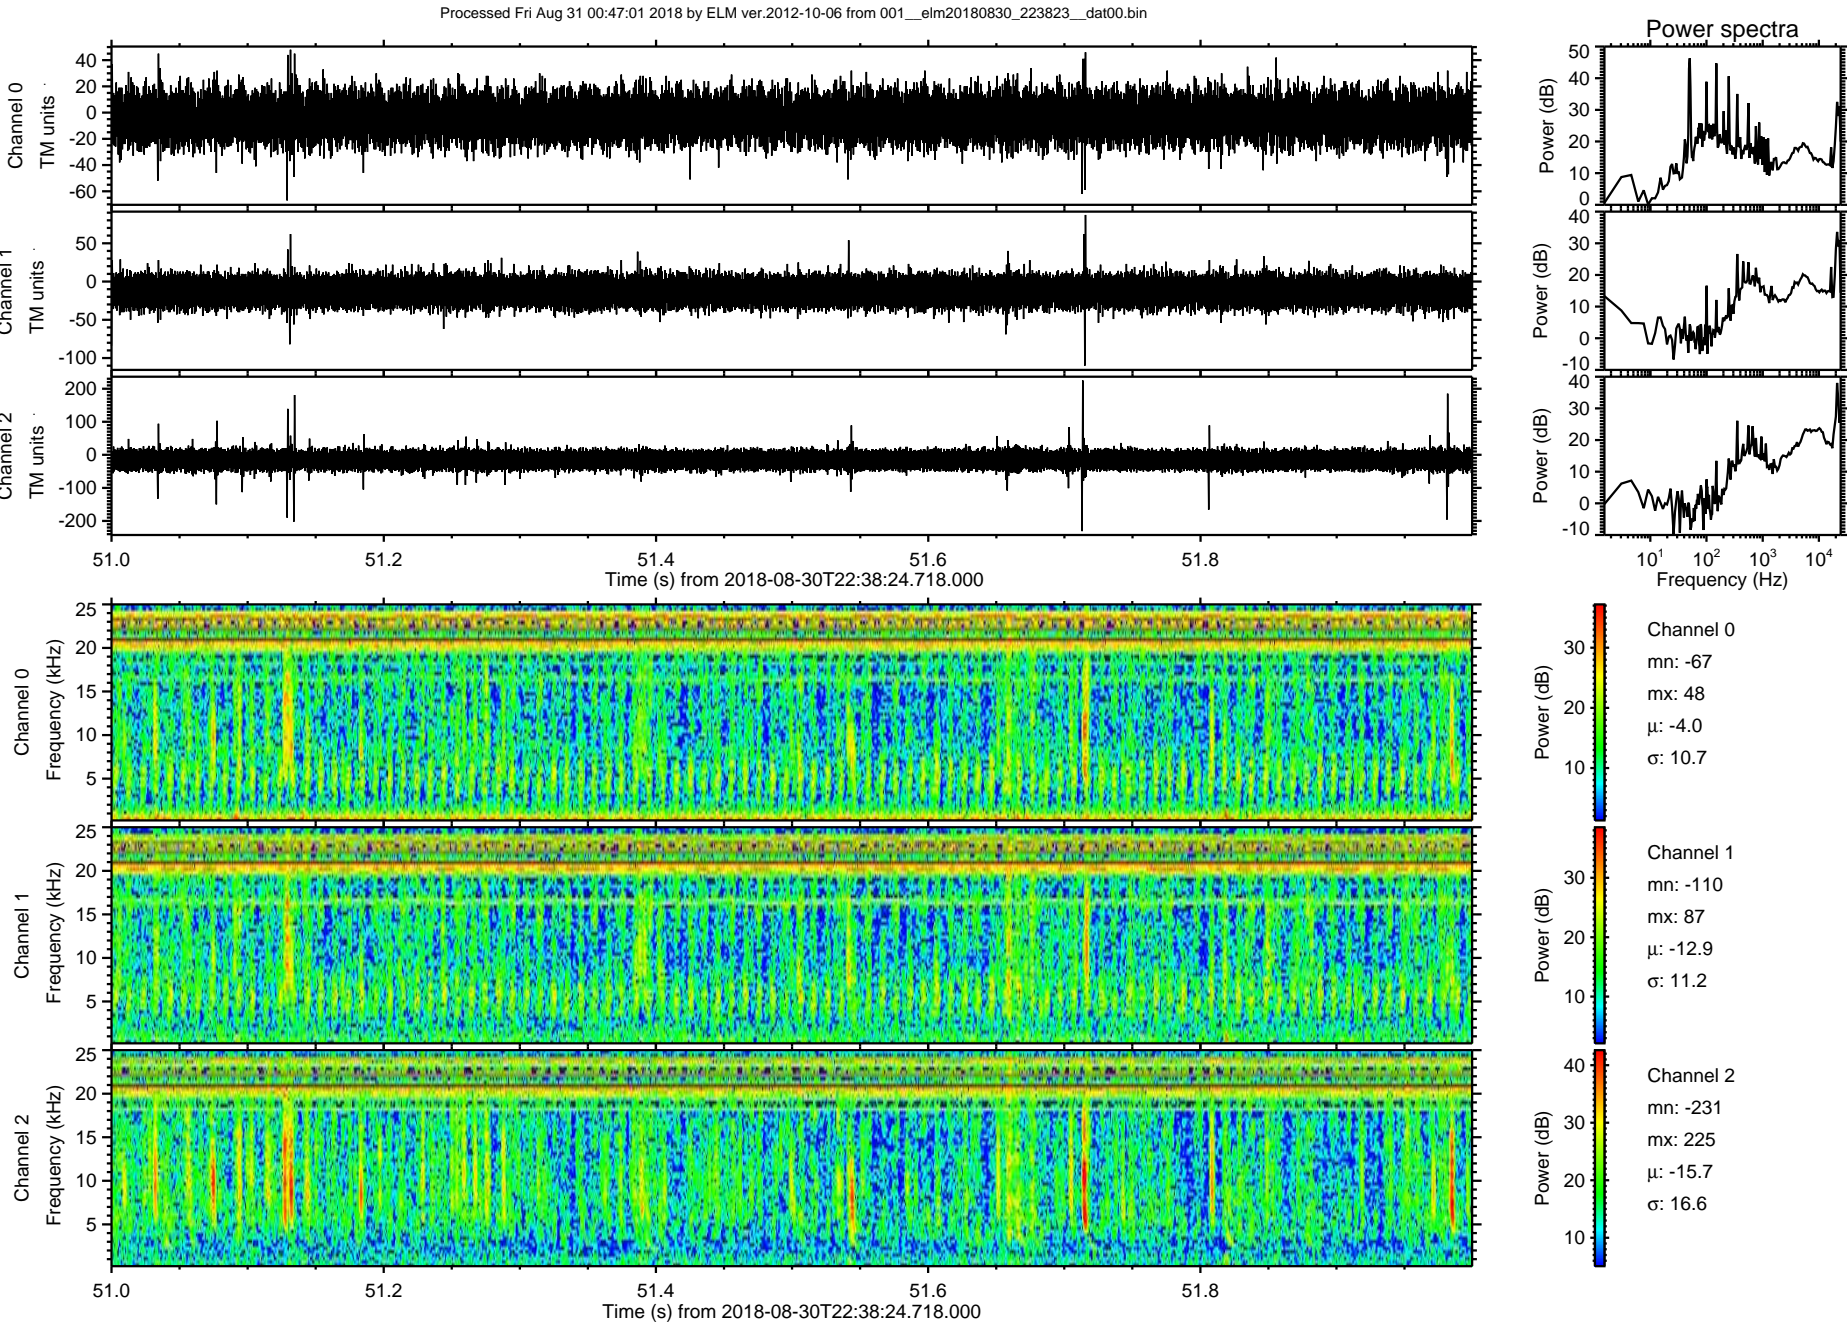 Processed Fri Aug 31 00:47:01 2018 by ELM ver.2012-10-06 from 001__elm20180830_223823__dat00.bin
Power spectra
Channel 0
TM units
40
20
0
-20
-40
-60
Power (dB)
50
40
30
20
10
0
Channel 1
TM units
50
0
-50
-100
Power (dB)
40
30
20
10
0
-10
Channel 2
TM units
200
100
0
-100
-200
Power (dB)
40
30
20
10
0
-10
51.0 51.2 51.4 51.6 51.8
Time (s) from 2018-08-30T22:38:24.718.000
10^1 10^2 10^3 10^4
Frequency (Hz)
Channel 0
Frequency (kHz)
25
20
15
10
5
Power (dB)
30
20
10
Channel 0
mn: -67
mx: 48
μ: -4.0
σ: 10.7
Channel 1
Frequency (kHz)
25
20
15
10
5
Power (dB)
30
20
10
Channel 1
mn: -110
mx: 87
μ: -12.9
σ: 11.2
Channel 2
Frequency (kHz)
25
20
15
10
5
Power (dB)
40
30
20
10
Channel 2
mn: -231
mx: 225
μ: -15.7
σ: 16.6
51.0 51.2 51.4 51.6 51.8
Time (s) from 2018-08-30T22:38:24.718.000